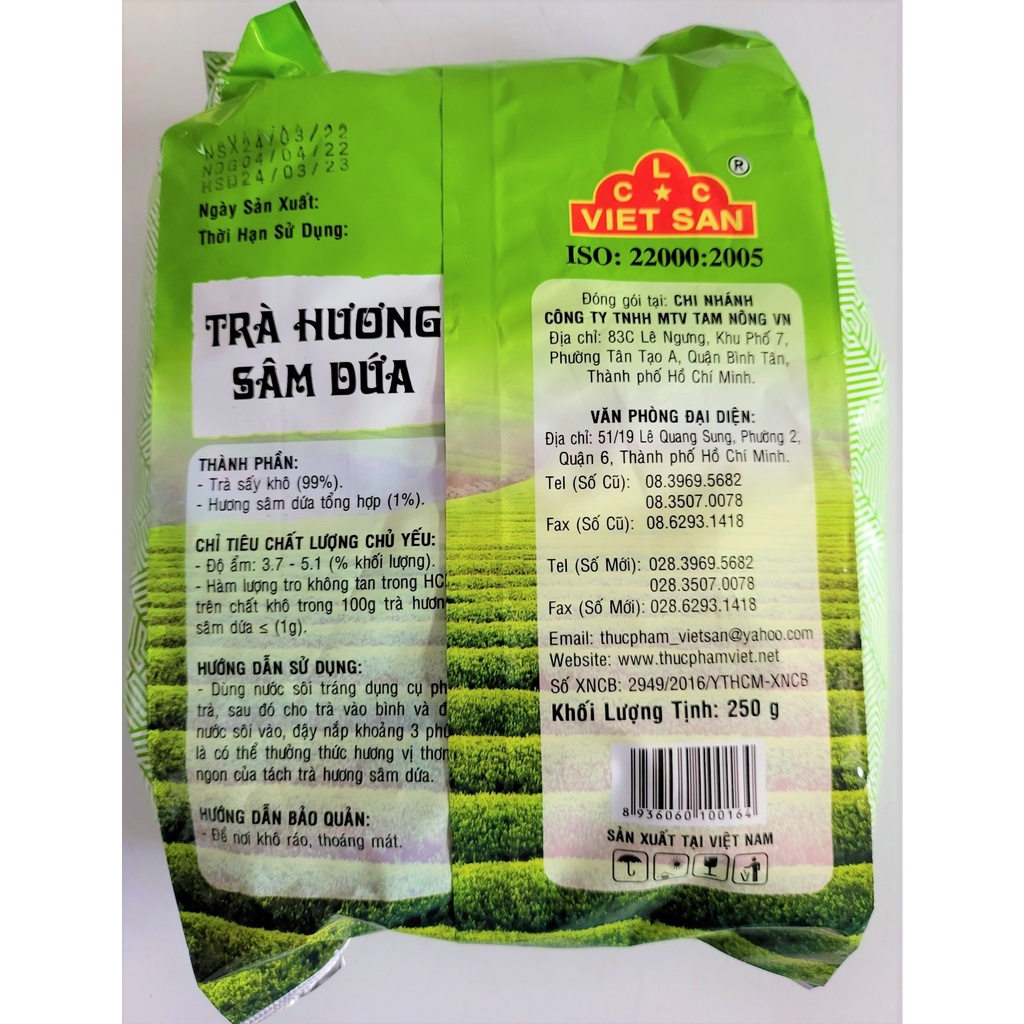 NSX24/03/22
NDG04/04/22
HSD24/03/23
Ngày Sản Xuất:
Thời Hạn Sử Dụng:
TRÀ HƯƠNG
SÂM DỨA
THÀNH PHẦN:
- Trà sấy khô (99%).
- Hương sâm dứa tổng hợp (1%).
CHỈ TIÊU CHẤT LƯỢNG CHỦ YẾU:
- Độ ẩm: 3.7 - 5.1 (% khối lượng).
- Hàm lượng tro không tan trong HC
trên chất khô trong 100g trà hươn
sâm dứa ≤ (1g).
HƯỚNG DẪN SỬ DỤNG:
- Dùng nước sôi tráng dụng cụ ph
trà, sau đó cho trà vào bình và đ
nước sôi vào, đậy nắp khoảng 3 phú
là có thể thưởng thức hương vị thơn
ngon của tách trà hương sâm dứa.
HƯỚNG DẪN BẢO QUẢN:
- Để nơi khô ráo, thoáng mát.
L
C C
VIET SAN
®
ISO: 22000:2005
Đóng gói tại: CHI NHÁNH
CÔNG TY TNHH MTV TAM NÔNG VN
Địa chỉ: 83C Lê Ngưng, Khu Phố 7,
Phường Tân Tạo A, Quận Bình Tân,
Thành phố Hồ Chí Minh.
VĂN PHÒNG ĐẠI DIỆN:
Địa chỉ: 51/19 Lê Quang Sung, Phường 2,
Quận 6, Thành phố Hồ Chí Minh.
Tel (Số Cũ): 08.3969.5682
08.3507.0078
Fax (Số Cũ): 08.6293.1418
Tel (Số Mới): 028.3969.5682
028.3507.0078
Fax (Số Mới): 028.6293.1418
Email: thucpham_vietsan@yahoo.com
Website: www.thucphamviet.net
Số XNCB: 2949/2016/YTHCM-XNCB
Khối Lượng Tịnh: 250 g
8 936060 100164
SẢN XUẤT TẠI VIỆT NAM